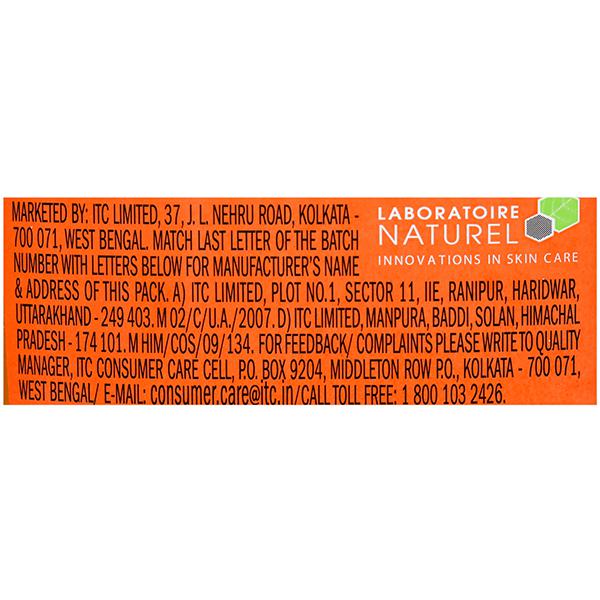 MARKETED BY: ITC LIMITED, 37, J. L. NEHRU ROAD, KOLKATA -
700 071, WEST BENGAL. MATCH LAST LETTER OF THE BATCH
NUMBER WITH LETTERS BELOW FOR MANUFACTURER'S NAME
& ADDRESS OF THIS PACK. A) ITC LIMITED, PLOT NO.1, SECTOR 11, IIE, RANIPUR, HARIDWAR,
UTTARAKHAND - 249 403. M 02/C/U.A./2007. D) ITC LIMITED, MANPURA, BADDI, SOLAN, HIMACHAL
PRADESH - 174 101. M HIM/COS/09/134. FOR FEEDBACK/ COMPLAINTS PLEASE WRITE TO QUALITY
MANAGER, ITC CONSUMER CARE CELL, P.O. BOX 9204, MIDDLETON ROW P.O., KOLKATA - 700 071,
WEST BENGAL/ E-MAIL: consumer.care@itc.in/CALL TOLL FREE: 1 800 103 2426.
LABORATOIRE
NATUREL
INNOVATIONS IN SKIN CARE